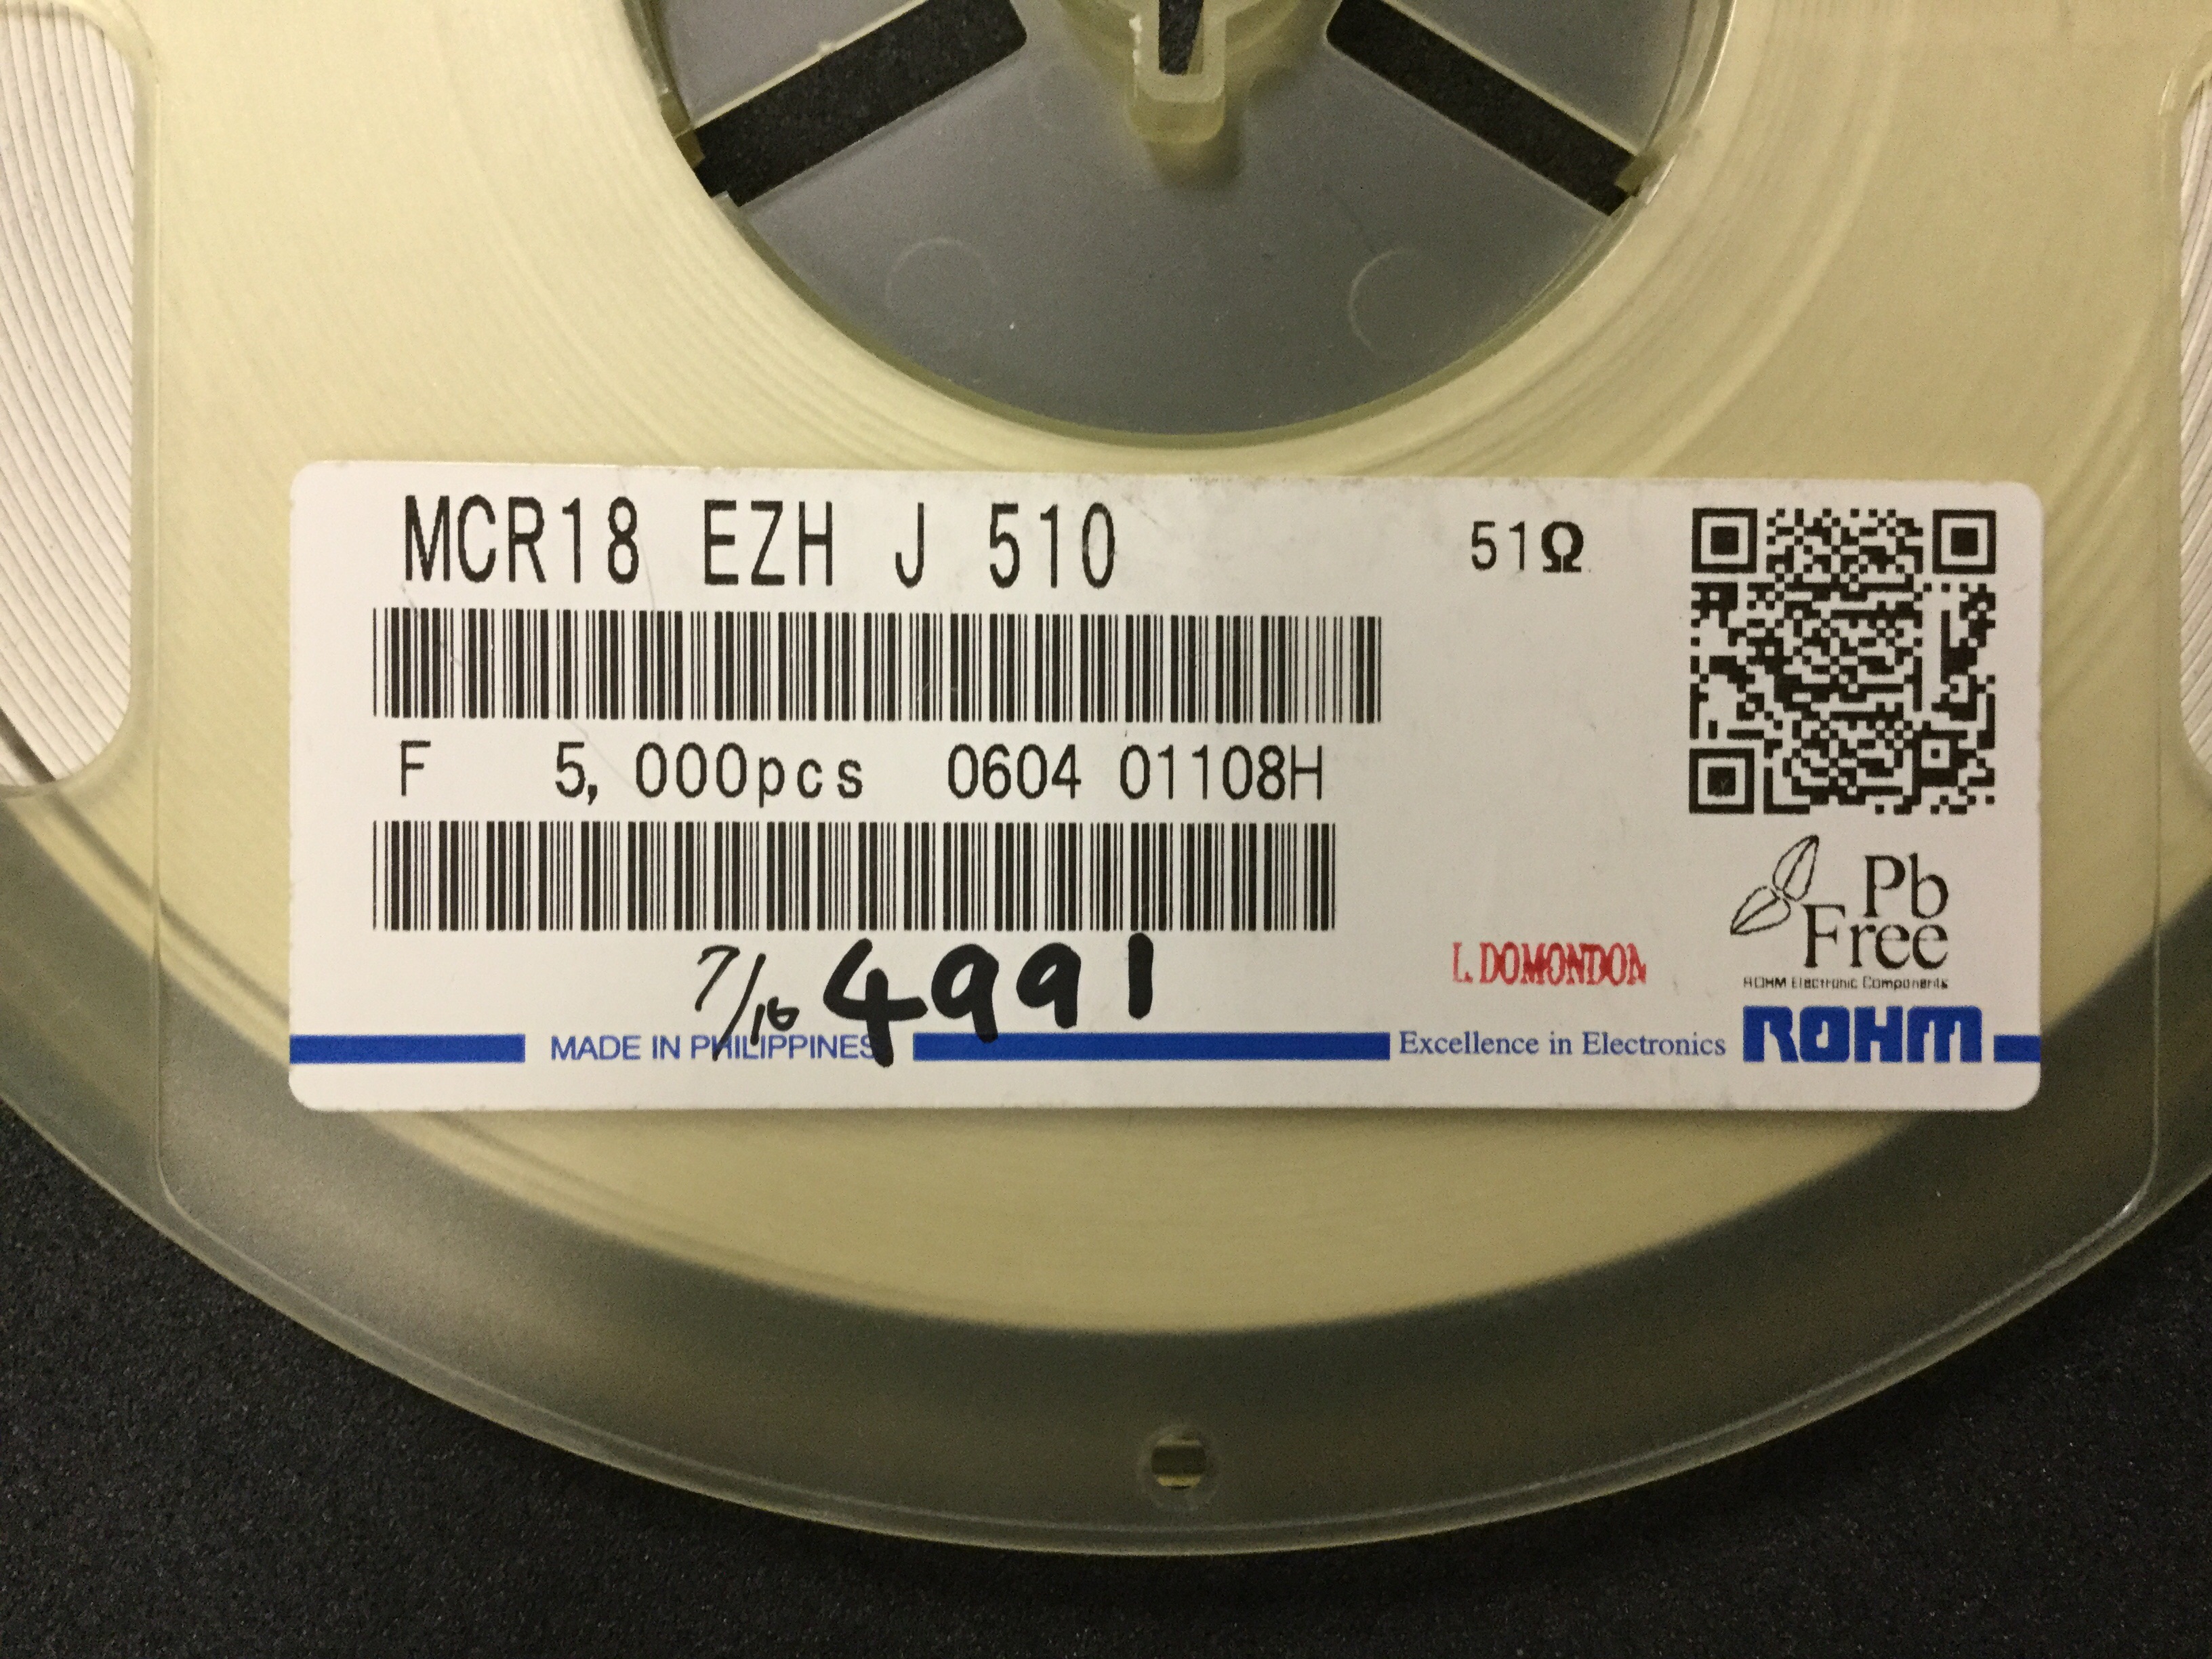 MCR18 EZH J 510 51Ω
F 5,000pcs 0604 01108H
Pb
Free
ROHM Electronic Components
7/16 4991
L. DOMONDON
MADE IN PHILIPPINES
Excellence in Electronics ROHM